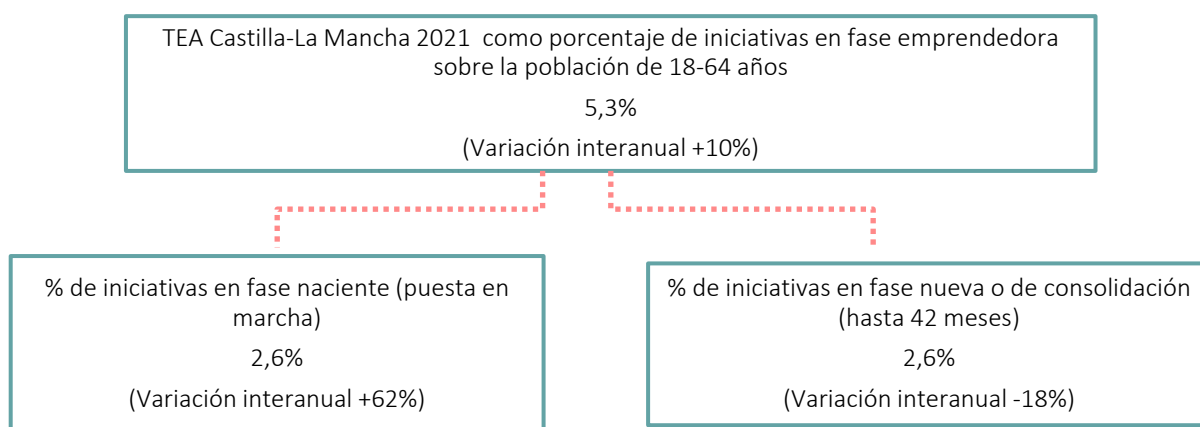 TEA Castilla-La Mancha 2021 como porcentaje de iniciativas en fase emprendedora
sobre la población de 18-64 años
5,3%
(Variación interanual +10%)
% de iniciativas en fase naciente (puesta en
marcha)
2,6%
(Variación interanual +62%)
% de iniciativas en fase nueva o de consolidación
(hasta 42 meses)
2,6%
(Variación interanual -18%)